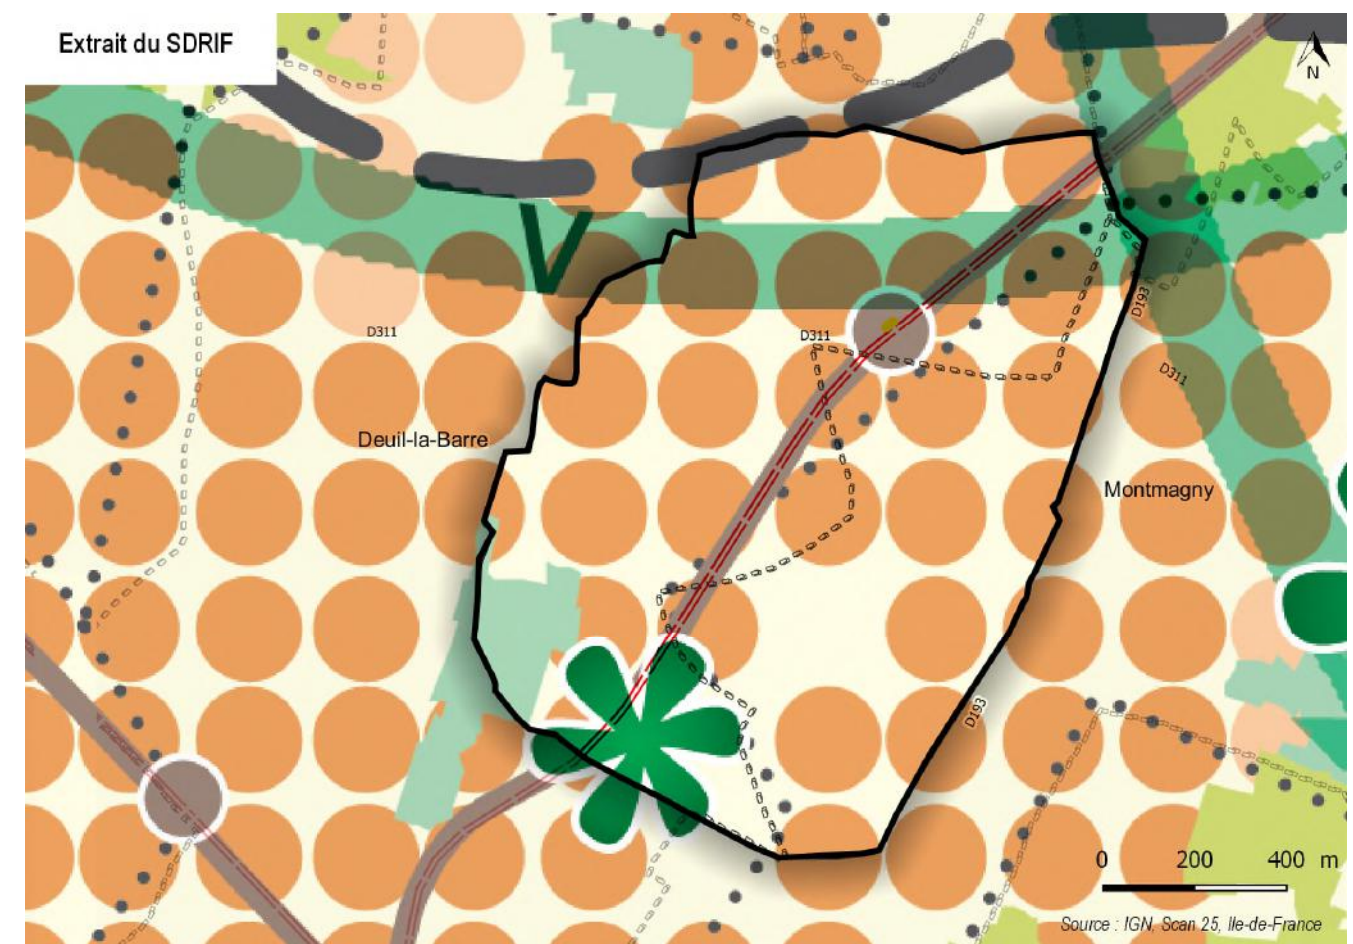 Extrait du SDRIF
N
V
D311
D311
D193
D311
Deuil-la-Barre
Montmagny
D193
0 200 400 m
Source : IGN, Scan 25, Ile-de-France